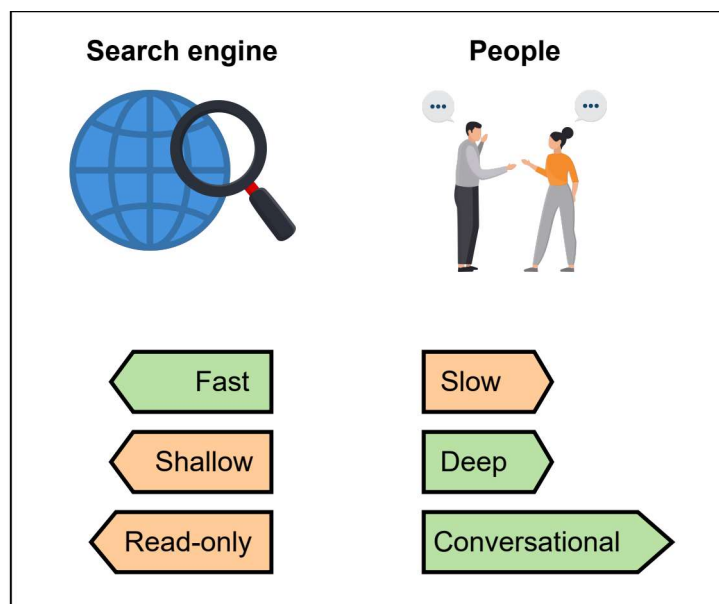 Search engine
People
Fast
Slow
Shallow
Deep
Read-only
Conversational